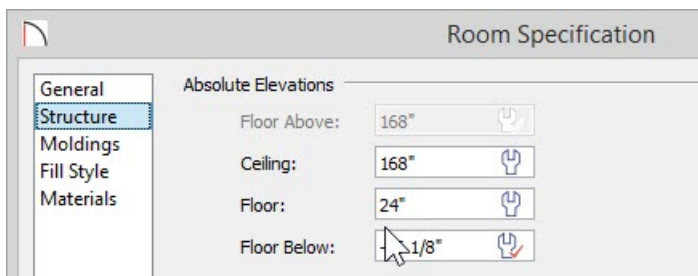 Room Specification
General
Structure
Moldings
Fill Style
Materials
Absolute Elevations
Floor Above: 168"
Ceiling: 168"
Floor: 24"
Floor Below: 1/8"